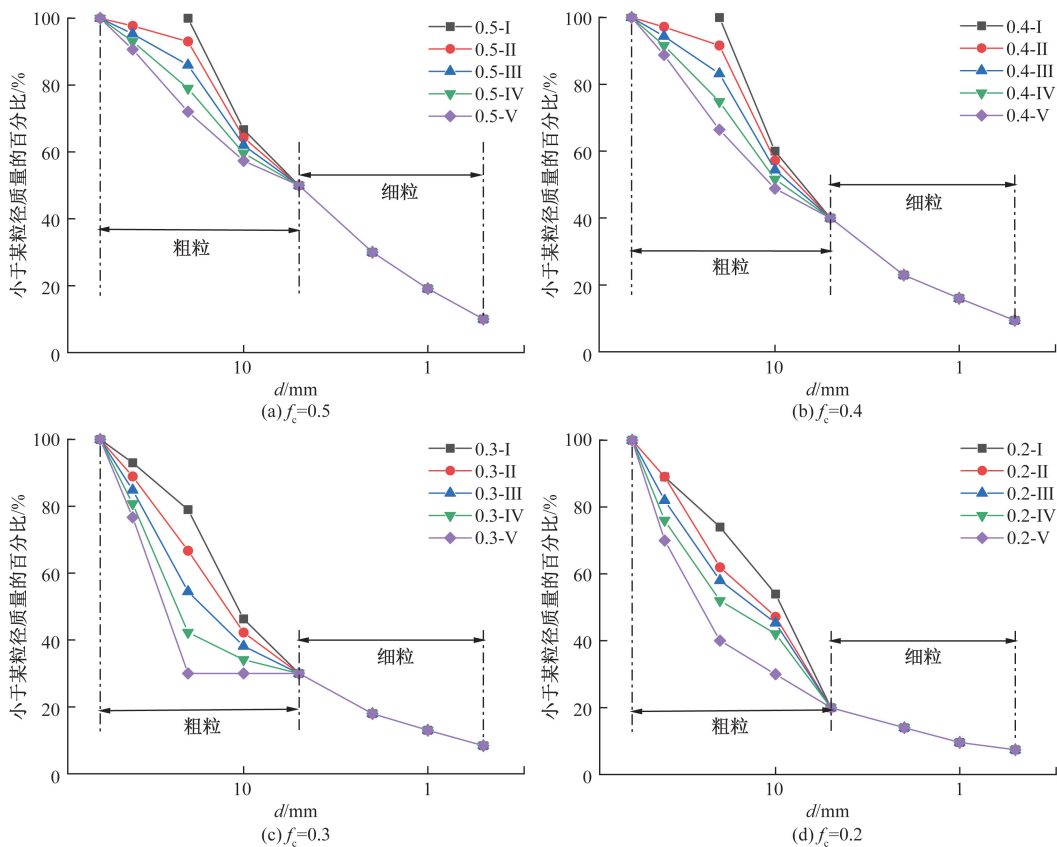 100
80
60
40
20
0
小于某粒径质量的百分比/%
0.5-I
0.5-II
0.5-III
0.5-IV
0.5-V
细粒
粗粒
10
1
d/mm
(a) fc=0.5
100
80
60
40
20
0
小于某粒径质量的百分比/%
0.4-I
0.4-II
0.4-III
0.4-IV
0.4-V
细粒
粗粒
10
1
d/mm
(b) fc=0.4
100
80
60
40
20
0
小于某粒径质量的百分比/%
0.3-I
0.3-II
0.3-III
0.3-IV
0.3-V
细粒
粗粒
10
1
d/mm
(c) fc=0.3
100
80
60
40
20
0
小于某粒径质量的百分比/%
0.2-I
0.2-II
0.2-III
0.2-IV
0.2-V
细粒
粗粒
10
1
d/mm
(d) fc=0.2